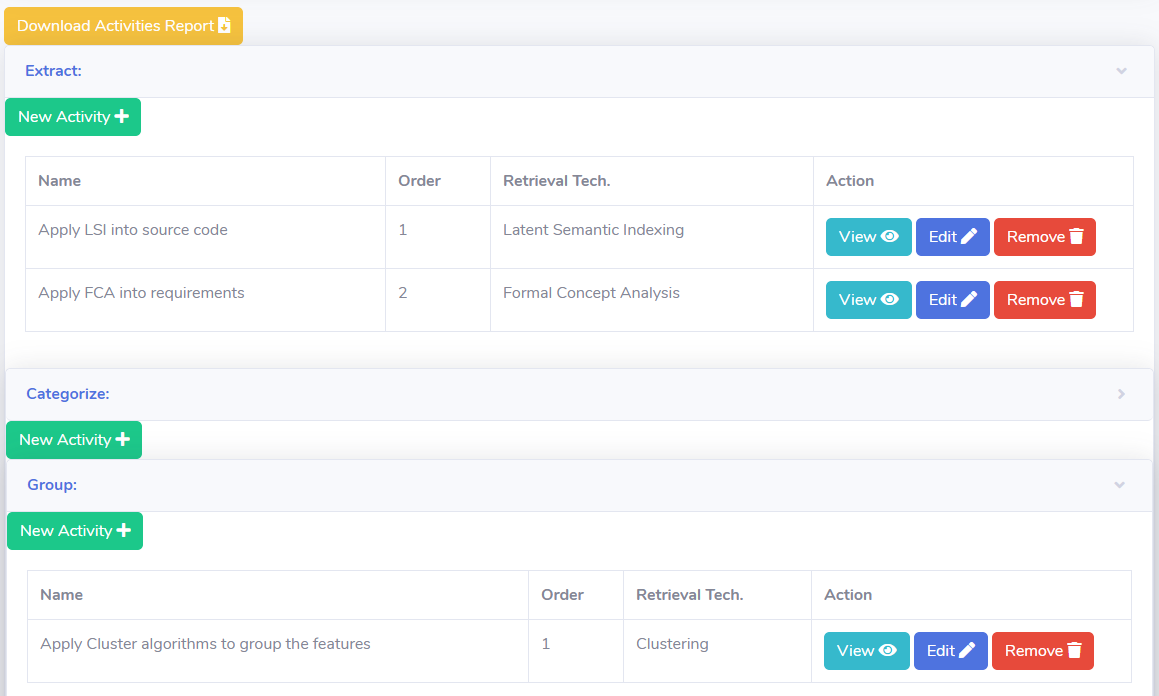 Download Activities Report
Extract:
New Activity
Name Order Retrieval Tech. Action
Apply LSI into source code 1 Latent Semantic Indexing View Edit Remove
Apply FCA into requirements 2 Formal Concept Analysis View Edit Remove
Categorize:
New Activity
Group:
New Activity
Name Order Retrieval Tech. Action
Apply Cluster algorithms to group the features 1 Clustering View Edit Remove